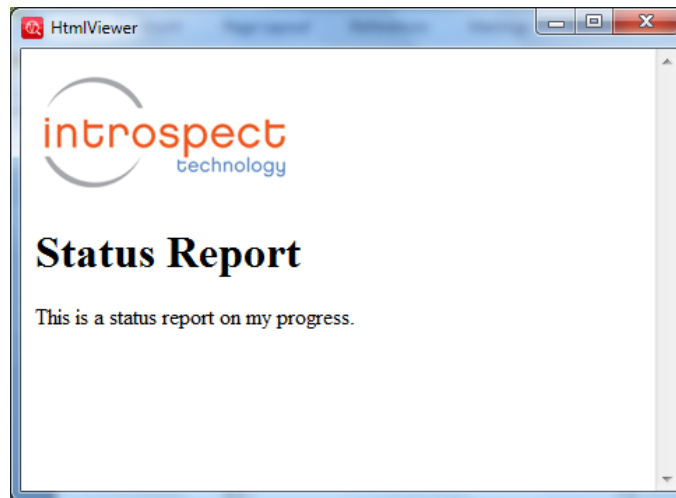 HtmlViewer
introspect
technology
Status Report
This is a status report on my progress.